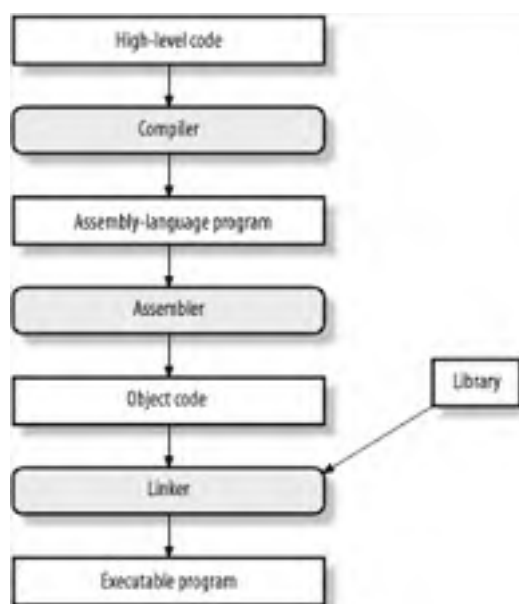 High-level code
Compiler
Assembly-language program
Assembler
Object code
Library
Linker
Executable program